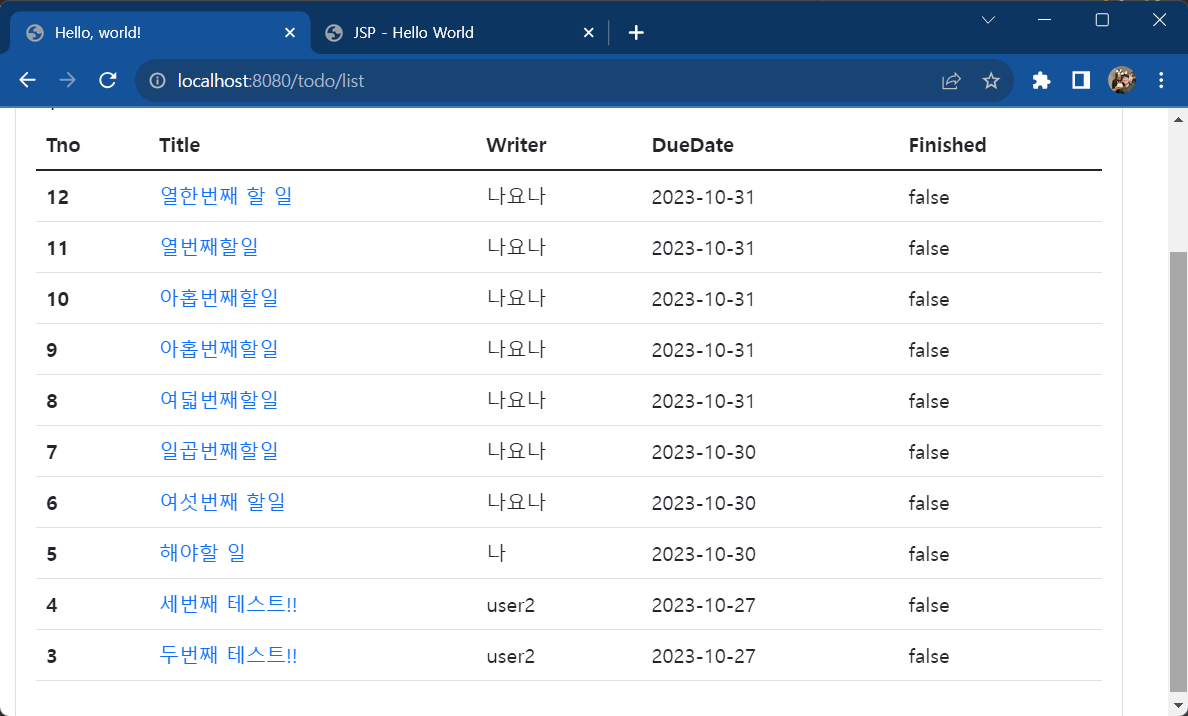 Hello, world!
JSP - Hello World
localhost:8080/todo/list
Tno Title Writer DueDate Finished
12 열한번째 할 일 나요나 2023-10-31 false
11 열번째할일 나요나 2023-10-31 false
10 아홉번째할일 나요나 2023-10-31 false
9 아홉번째할일 나요나 2023-10-31 false
8 여덟번째할일 나요나 2023-10-31 false
7 일곱번째할일 나요나 2023-10-30 false
6 여섯번째 할일 나요나 2023-10-30 false
5 해야할 일 나 2023-10-30 false
4 세번째 테스트!! user2 2023-10-27 false
3 두번째 테스트!! user2 2023-10-27 false